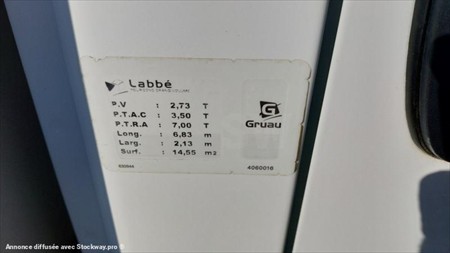 Labbé
P.V : 2,73 T
P.T.A.C : 3,50 T
P.T.R.A : 7,00 T
Long. : 6,83 m
Larg. : 2,13 m
Surf. : 14,55 m2
Gruau
4060016
Annonce diffusée avec Stockway.pro ©